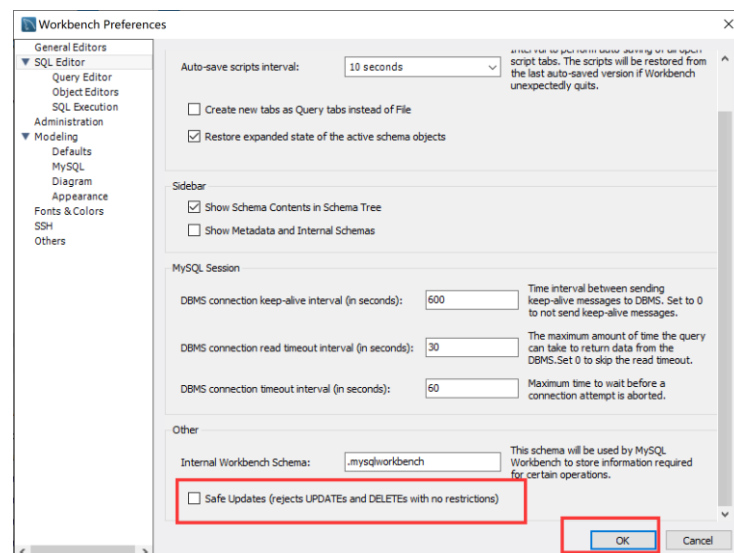 Workbench Preferences
General Editors
SQL Editor
Query Editor
Object Editors
SQL Execution
Administration
Modeling
Defaults
MySQL
Diagram
Appearance
Fonts & Colors
SSH
Others
Interval to perform auto-saving of all open
script tabs. The scripts will be restored from
the last auto-saved version if Workbench
unexpectedly quits.
Auto-save scripts interval:
10 seconds
Create new tabs as Query tabs instead of File
Restore expanded state of the active schema objects
Sidebar
Show Schema Contents in Schema Tree
Show Metadata and Internal Schemas
MySQL Session
DBMS connection keep-alive interval (in seconds):
600
Time interval between sending
keep-alive messages to DBMS. Set to 0
to not send keep-alive messages.
DBMS connection read timeout interval (in seconds):
30
The maximum amount of time the query
can take to return data from the
DBMS.Set 0 to skip the read timeout.
DBMS connection timeout interval (in seconds):
60
Maximum time to wait before a
connection attempt is aborted.
Other
Internal Workbench Schema:
.mysqlworkbench
This schema will be used by MySQL
Workbench to store information required
for certain operations.
Safe Updates (rejects UPDATEs and DELETEs with no restrictions)
OK
Cancel